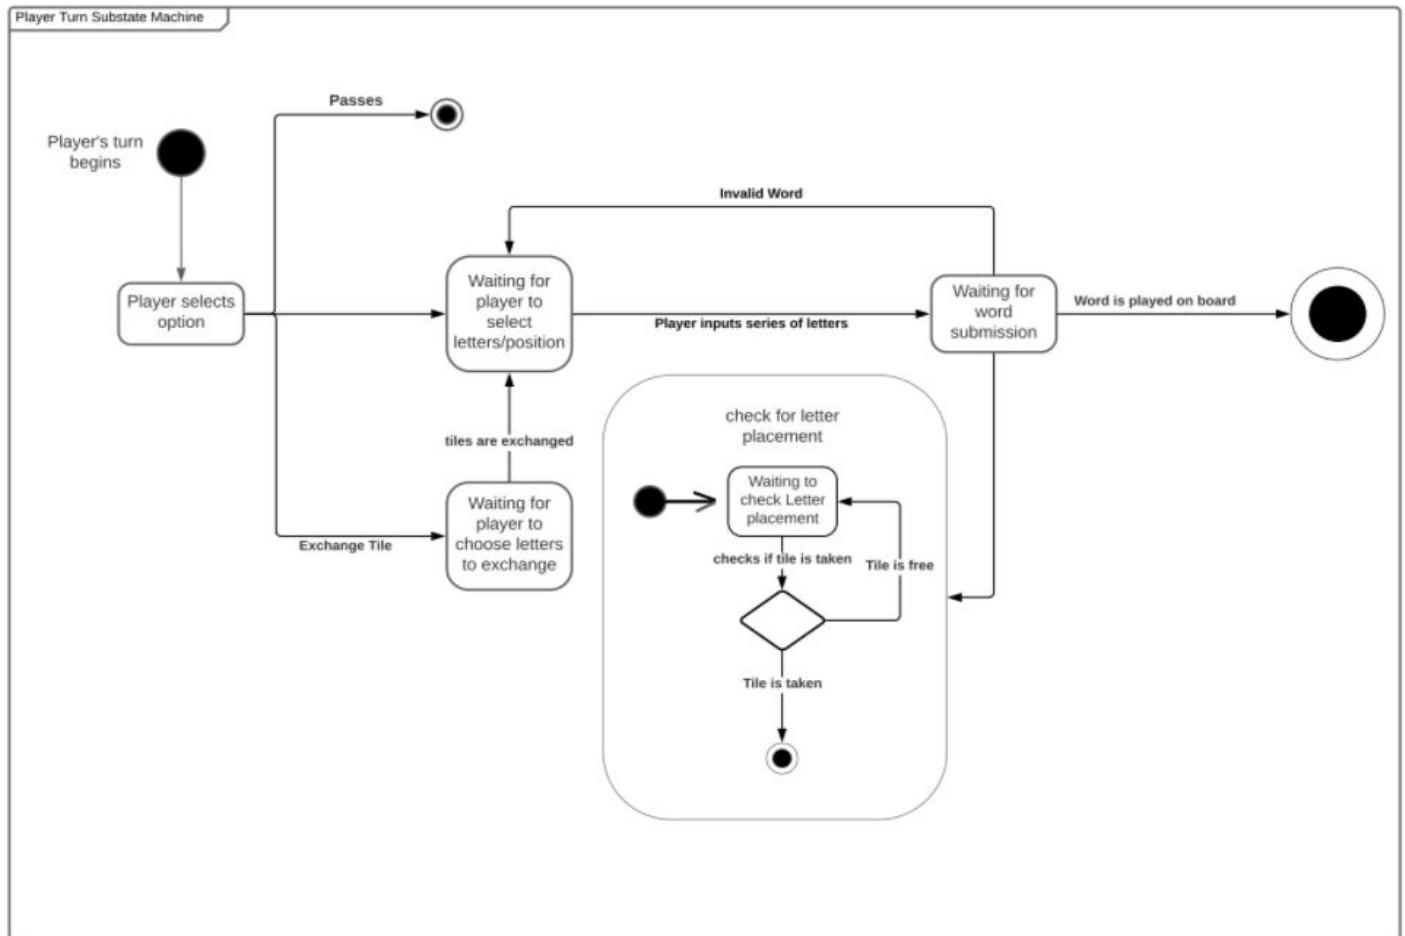 Player Turn Substate Machine
Passes
Player's turn
begins
Invalid Word
Player selects
option
Waiting for
player to
select
letters/position
Player inputs series of letters
Waiting for
word
submission
Word is played on board
tiles are exchanged
Exchange Tile
Waiting for
player to
choose letters
to exchange
check for letter
placement
Waiting to
check Letter
placement
checks if tile is taken
Tile is free
Tile is taken